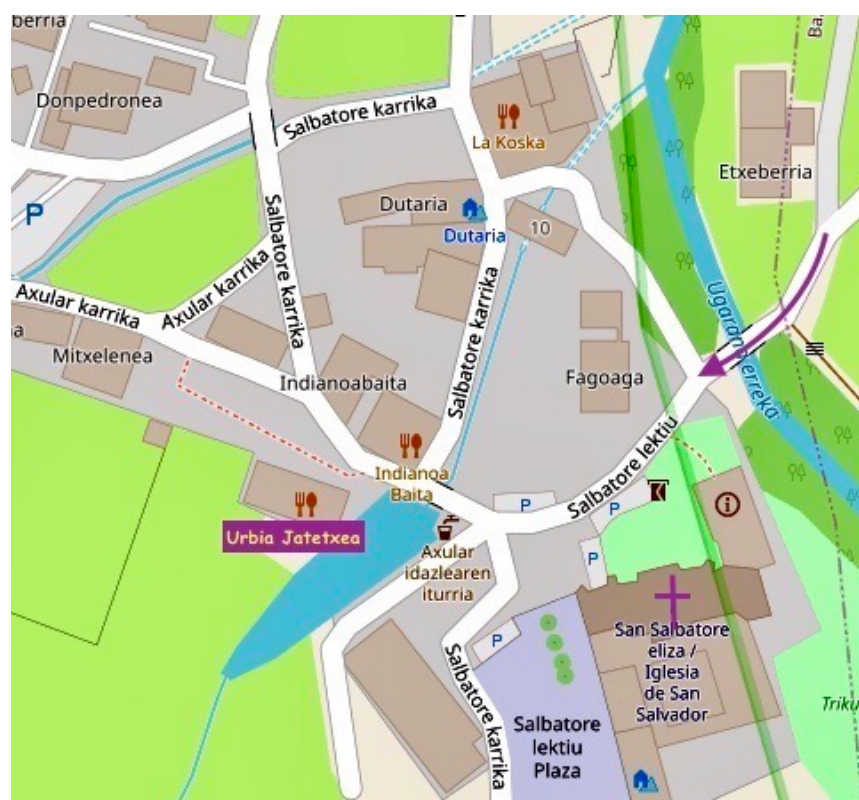 berria
Donpedronea
Salbatore karrika
La Koska
Etxeberria
Dutaria
Dutaria
10
P
Salbatore karrika
Axular karrika
Axular karrika
Mitxelenea
Indianoabaita
Salbatore karrika
Fagoaga
Salbatore lektiu
Indianoa
Baita
P
P
P
P
Urbia Jatetxea
Axular
idazlearen
iturria
San Salbatore
eliza /
Iglesia
de San
Salvador
Salbatore karrika
Salbatore
lektiu
Plaza
Triku